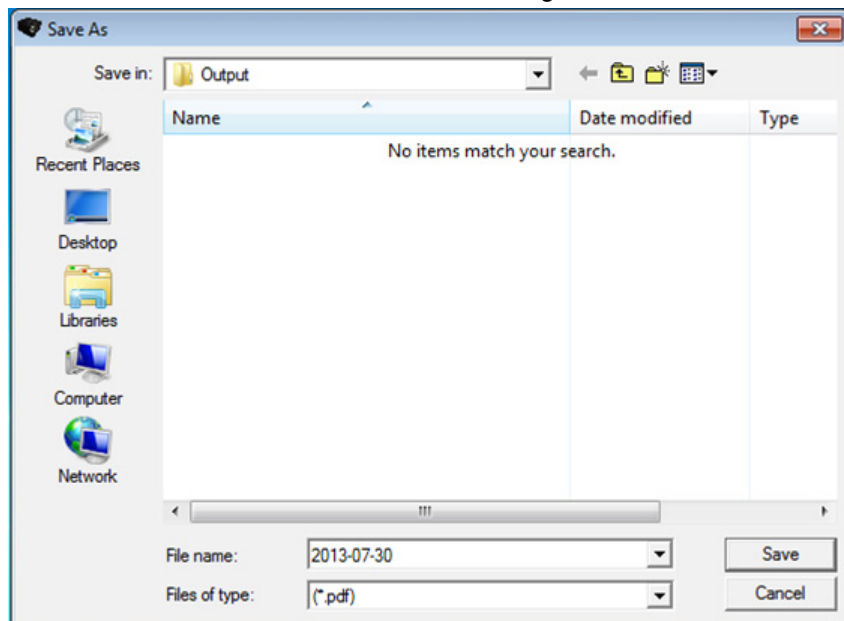 Save As
Save in: Output
Name Date modified Type
No items match your search.
Recent Places
Desktop
Libraries
Computer
Network
File name: 2013-07-30 Save
Files of type: (*.pdf) Cancel